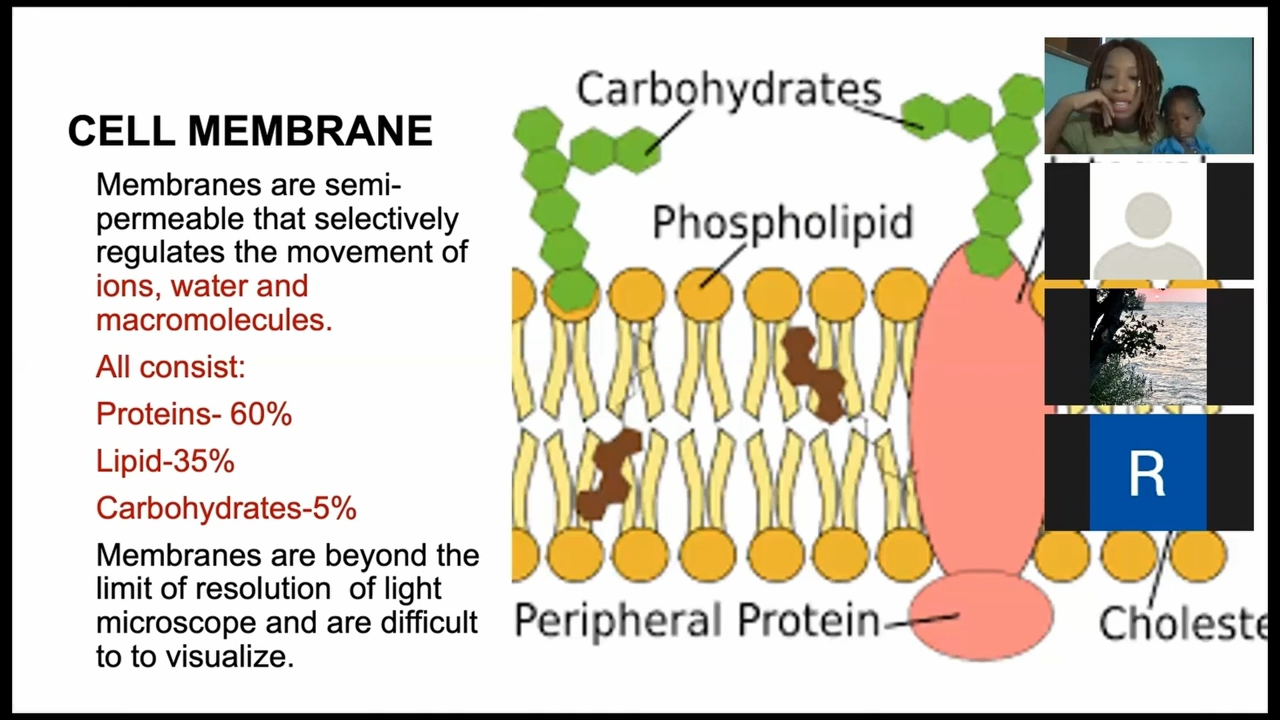 CELL MEMBRANE
Membranes are semi-
permeable that selectively
regulates the movement of
ions, water and
macromolecules.
All consist:
Proteins- 60%
Lipid-35%
Carbohydrates-5%
Membranes are beyond the
limit of resolution  of light
microscope and are difficult
to to visualize.
Carbohydrates
Phospholipid
Peripheral Protein
Choleste
R